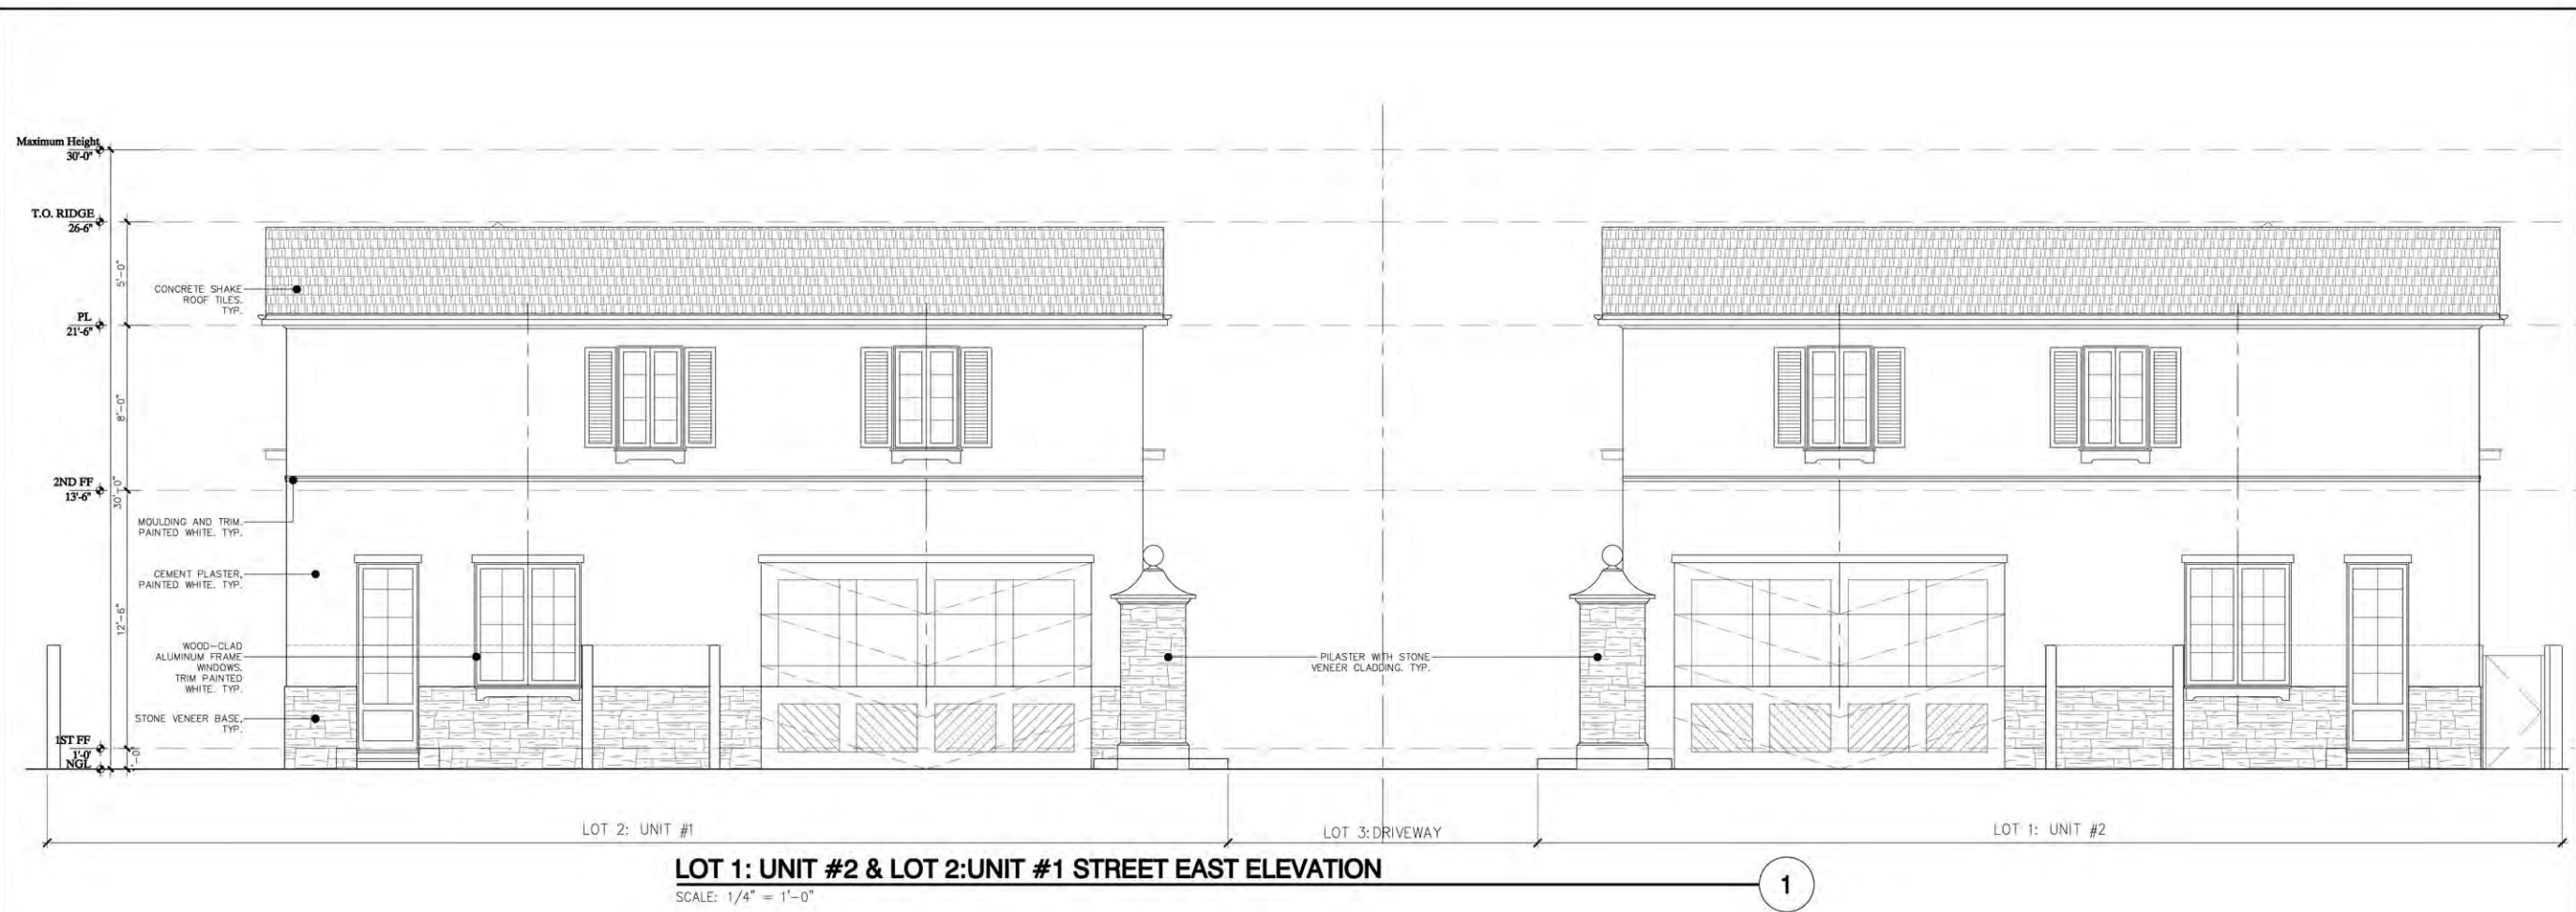 Maximum Height
30'-0"
T.O. RIDGE
26-6"
5'-0"
CONCRETE SHAKE
ROOF TILES.
TYP.
PL
21'-6"
8'-0"
2ND FF
13'-6"
30'-0"
MOULDING AND TRIM.
PAINTED WHITE. TYP.
CEMENT PLASTER,
PAINTED WHITE. TYP.
12'-6"
WOOD-CLAD
ALUMINUM FRAME
WINDOWS.
TRIM PAINTED
WHITE. TYP.
PILASTER WITH STONE
VENEER CLADDING. TYP.
STONE VENEER BASE,
TYP.
1ST FF
1'-0'
NGL
LOT 2: UNIT #1
LOT 3:DRIVEWAY
LOT 1: UNIT #2
LOT 1: UNIT #2 & LOT 2:UNIT #1 STREET EAST ELEVATION
1
SCALE: 1/4" = 1'-0"